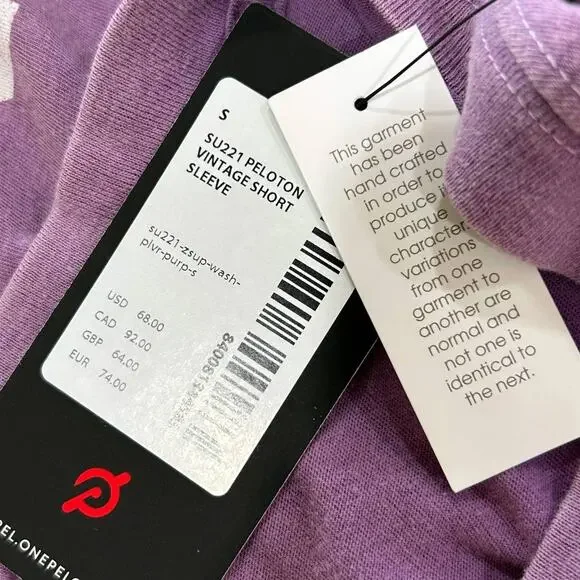 S
SU221 PELOTON
VINTAGE SHORT
SLEEVE
su221-zsup-wash-
plvr-purp-s
USD 68.00
CAD 92.00
GBP 64.00
EUR 74.00
This garment
has been
hand crafted
in order to
produce i
unique
character.
variations
from one
garment to
another are
normal and
not one is
identical to
the next.